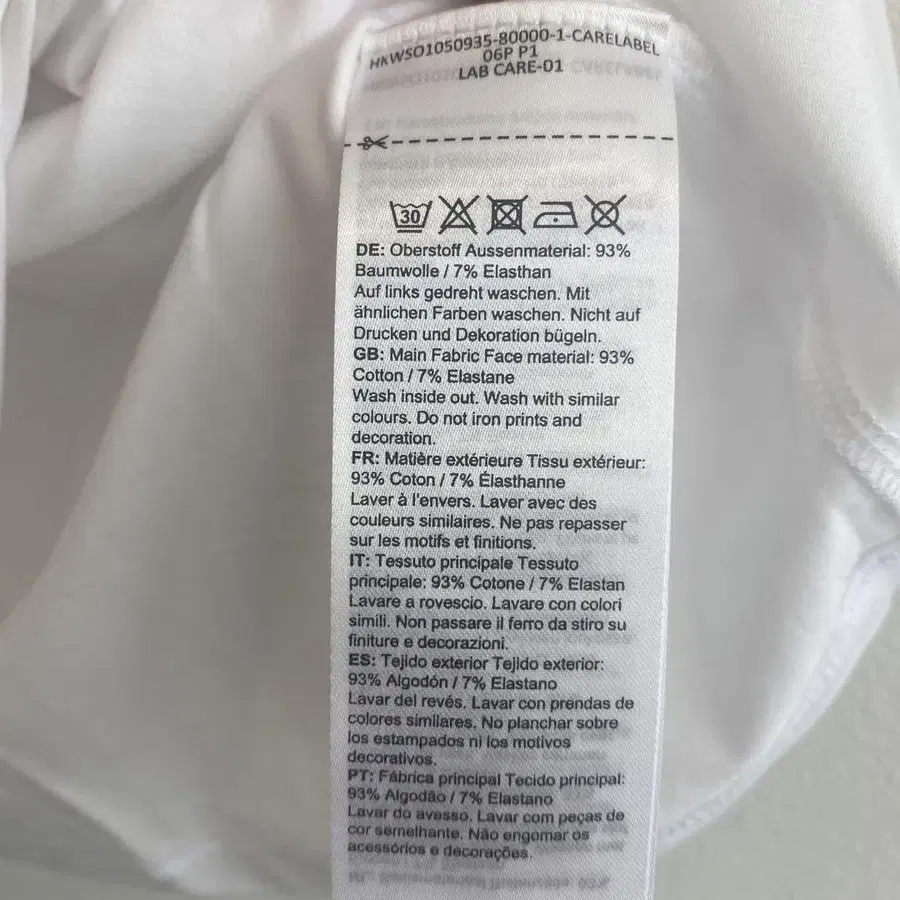 HKWSO1050935-80000-1-CARELABEL
06P P1
LAB CARE-01
30
DE: Oberstoff Aussenmaterial: 93%
Baumwolle / 7% Elasthan
Auf links gedreht waschen. Mit
ähnlichen Farben waschen. Nicht auf
Drucken und Dekoration bügeln.
GB: Main Fabric Face material: 93%
Cotton / 7% Elastane
Wash inside out. Wash with similar
colours. Do not iron prints and
decoration.
FR: Matière extérieure Tissu extérieur:
93% Coton / 7% Élasthanne
Laver à l'envers. Laver avec des
couleurs similaires. Ne pas repasser
sur les motifs et finitions.
IT: Tessuto principale Tessuto
principale: 93% Cotone / 7% Elastan
Lavare a rovescio. Lavare con colori
simili. Non passare il ferro da stiro su
finiture e decorazioni.
ES: Tejido exterior Tejido exterior:
93% Algodón / 7% Elastano
Lavar del revés. Lavar con prendas de
colores similares. No planchar sobre
los estampados ni los motivos
decorativos.
PT: Fábrica principal Tecido principal:
93% Algodão / 7% Elastano
Lavar do avesso. Lavar com peças de
cor semelhante. Não engomar os
acessórios e decorações.